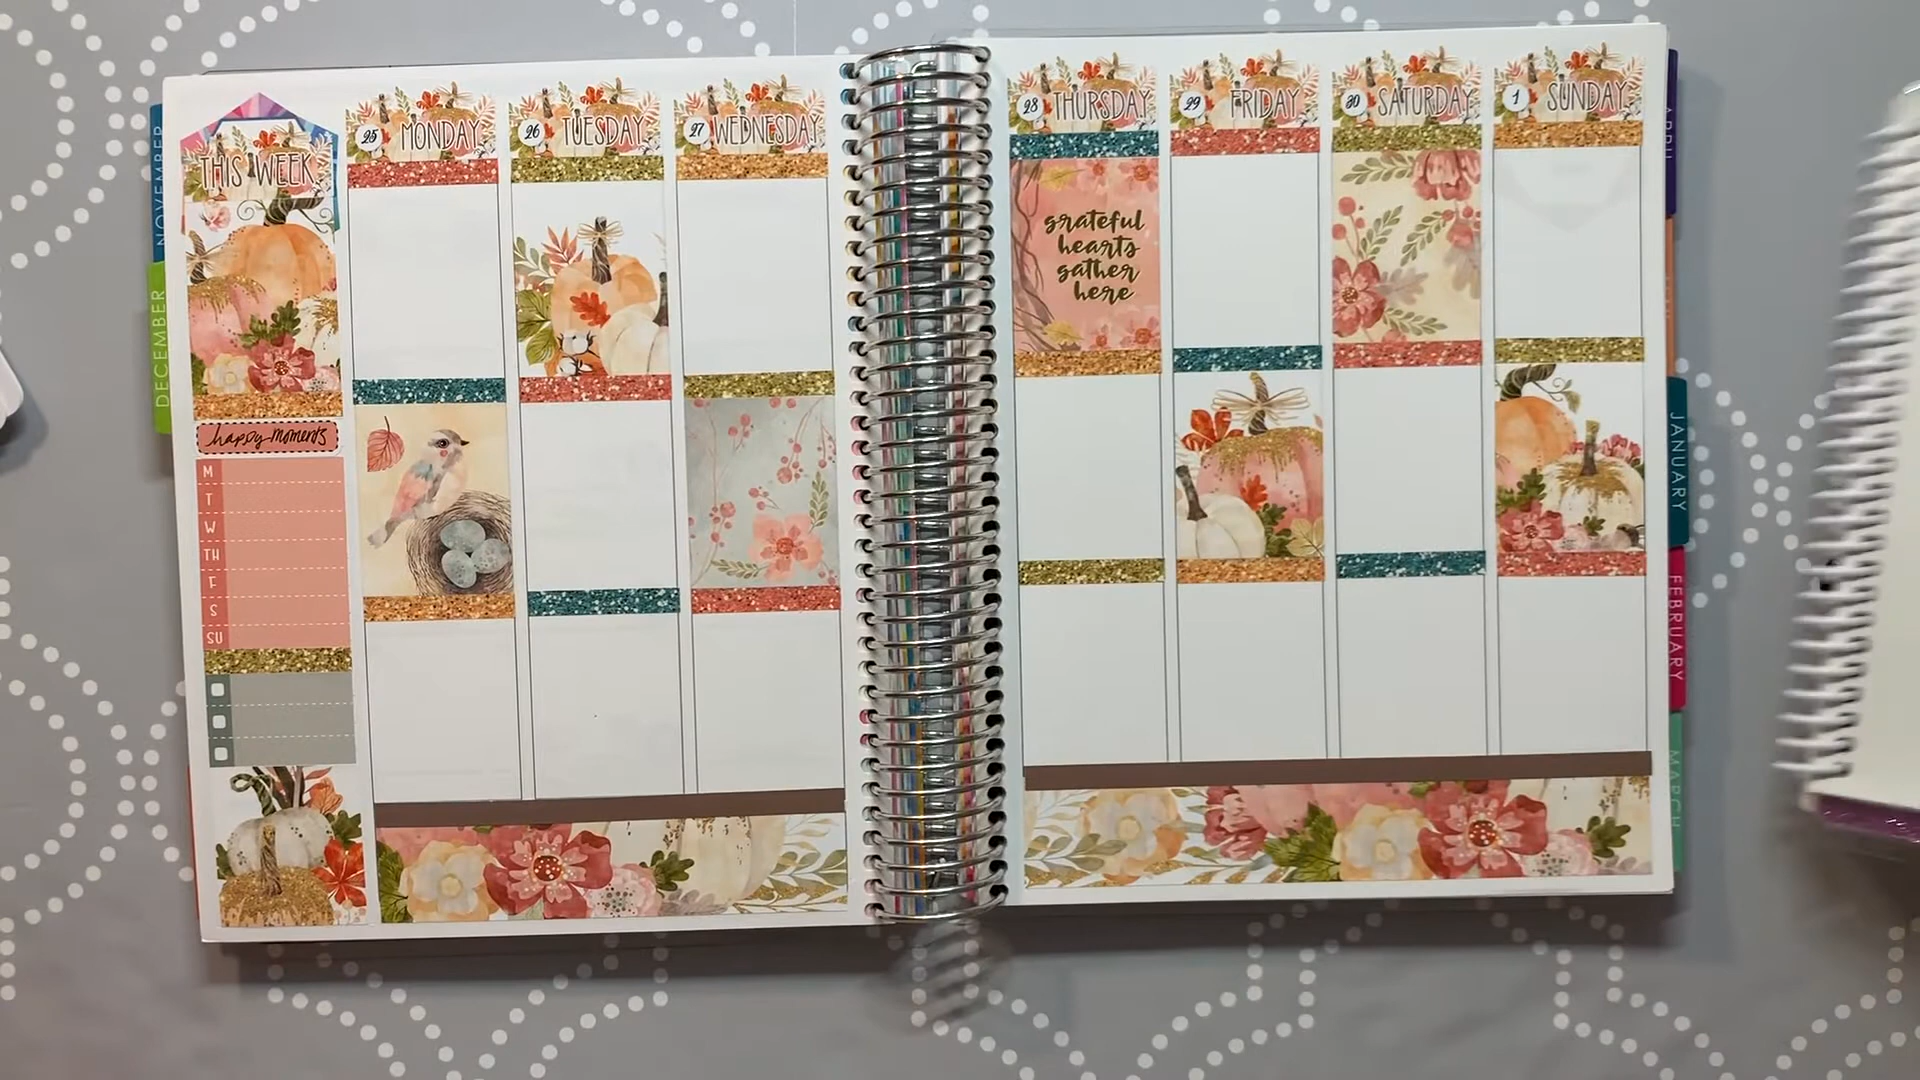 NOVEMBER
DECEMBER
THIS WEEK
happy moments
M
T
W
TH
F
S
SU
25 MONDAY
26 TUESDAY
27 WEDNESDAY
28 THURSDAY
29 FRIDAY
30 SATURDAY
1 SUNDAY
grateful
hearts
gather
here
APRIL
JANUARY
FEBRUARY
MARCH